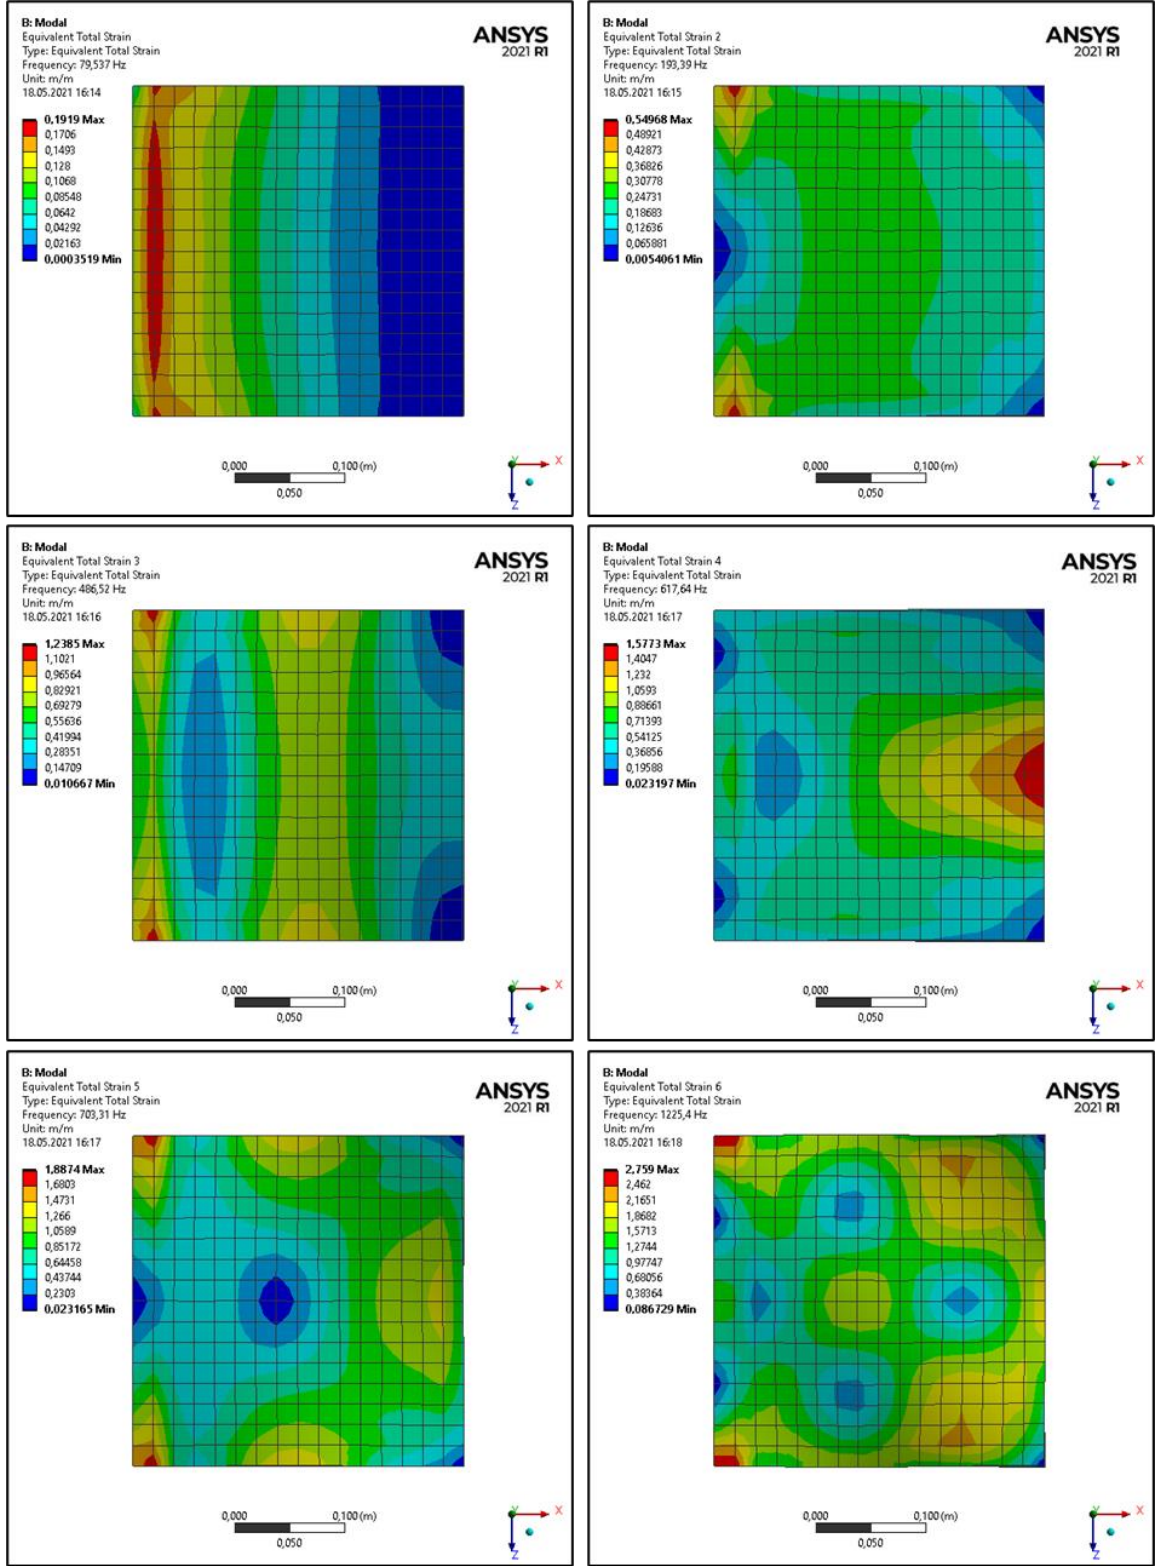 B: Modal
Equivalent Total Strain
Type: Equivalent Total Strain
Frequency: 79,537 Hz
Unit: m/m
18.05.2021 16:14
ANSYS
2021 R1
0,1919 Max
0,1706
0,1493
0,128
0,1068
0,08548
0,0642
0,04292
0,02163
0,0003519 Min
0,000
0,100 (m)
0,050
Y
X
Z
B: Modal
Equivalent Total Strain 2
Type: Equivalent Total Strain
Frequency: 193,39 Hz
Unit: m/m
18.05.2021 16:15
ANSYS
2021 R1
0,54968 Max
0,48921
0,42873
0,36826
0,30778
0,24731
0,18683
0,12636
0,065881
0,0054061 Min
0,000
0,100 (m)
0,050
Y
X
Z
B: Modal
Equivalent Total Strain 3
Type: Equivalent Total Strain
Frequency: 486,52 Hz
Unit: m/m
18.05.2021 16:16
ANSYS
2021 R1
1,2385 Max
1,1021
0,96564
0,82921
0,69279
0,55636
0,41994
0,28351
0,14709
0,010667 Min
0,000
0,100 (m)
0,050
Y
X
Z
B: Modal
Equivalent Total Strain 4
Type: Equivalent Total Strain
Frequency: 617,64 Hz
Unit: m/m
18.05.2021 16:17
ANSYS
2021 R1
1,5773 Max
1,4047
1,232
1,0593
0,88661
0,71393
0,54125
0,36856
0,19588
0,023197 Min
0,000
0,100 (m)
0,050
Y
X
Z
B: Modal
Equivalent Total Strain 5
Type: Equivalent Total Strain
Frequency: 703,31 Hz
Unit: m/m
18.05.2021 16:17
ANSYS
2021 R1
1,8874 Max
1,6803
1,4731
1,266
1,0589
0,85172
0,64458
0,43744
0,2303
0,023165 Min
0,000
0,100 (m)
0,050
Y
X
Z
B: Modal
Equivalent Total Strain 6
Type: Equivalent Total Strain
Frequency: 1225,4 Hz
Unit: m/m
18.05.2021 16:18
ANSYS
2021 R1
2,759 Max
2,462
2,1651
1,8682
1,5713
1,2744
0,97747
0,68056
0,38364
0,086729 Min
0,000
0,100 (m)
0,050
Y
X
Z